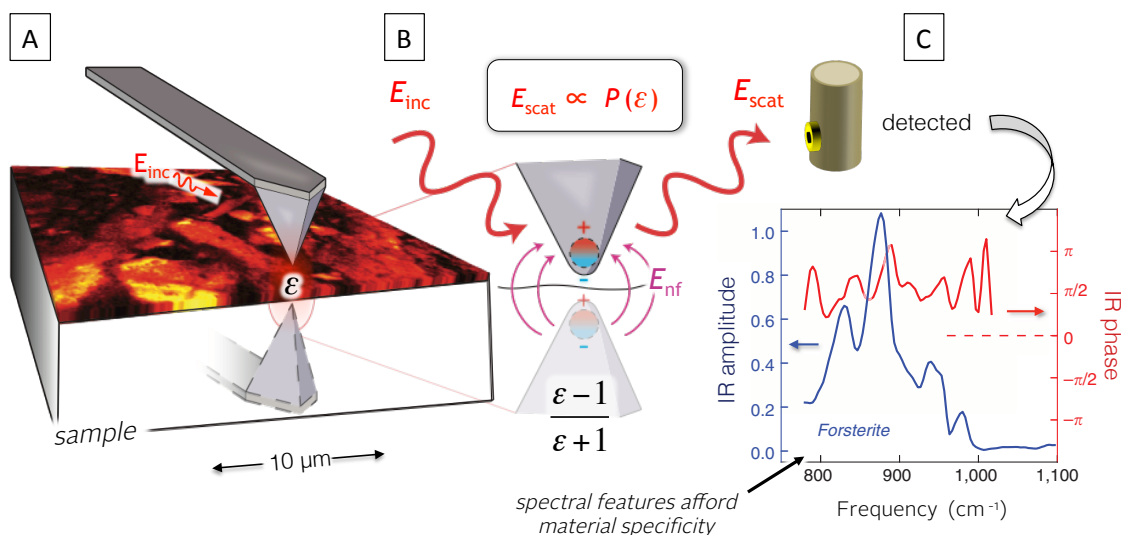 A
E_inc
ε
sample
10 μm
B
E_inc
E_scat ∝ P(ε)
E_scat
+
-
E_nf
+
-
ε − 1
ε + 1
C
detected
IR amplitude
1.0
0.8
0.6
0.4
0.2
0.0
π
π/2
0
−π/2
−π
IR phase
Forsterite
800
900
1,000
1,100
Frequency (cm⁻¹)
spectral features afford
material specificity